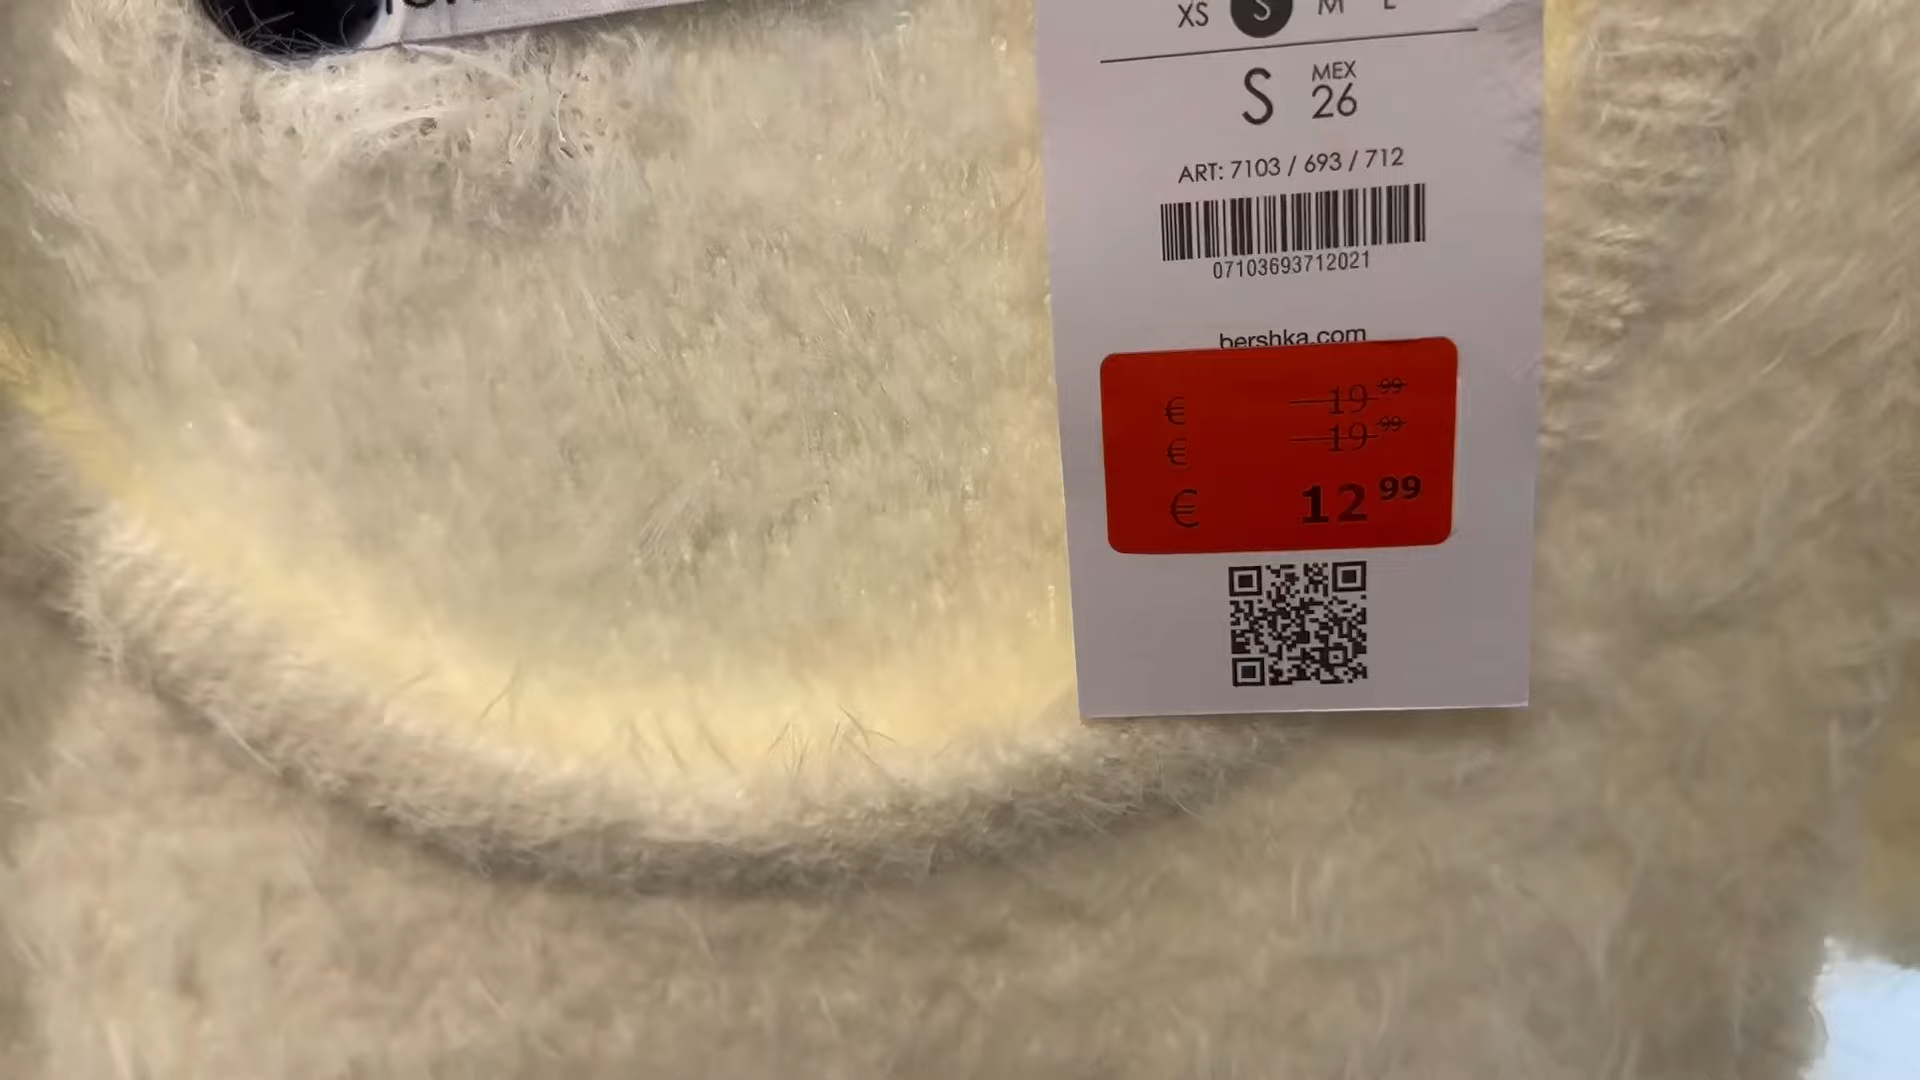 XS S M L
S MEX 26
ART: 7103 / 693 / 712
07103693712021
bershka.com
€ 19 99
€ 19 99
€ 12 99